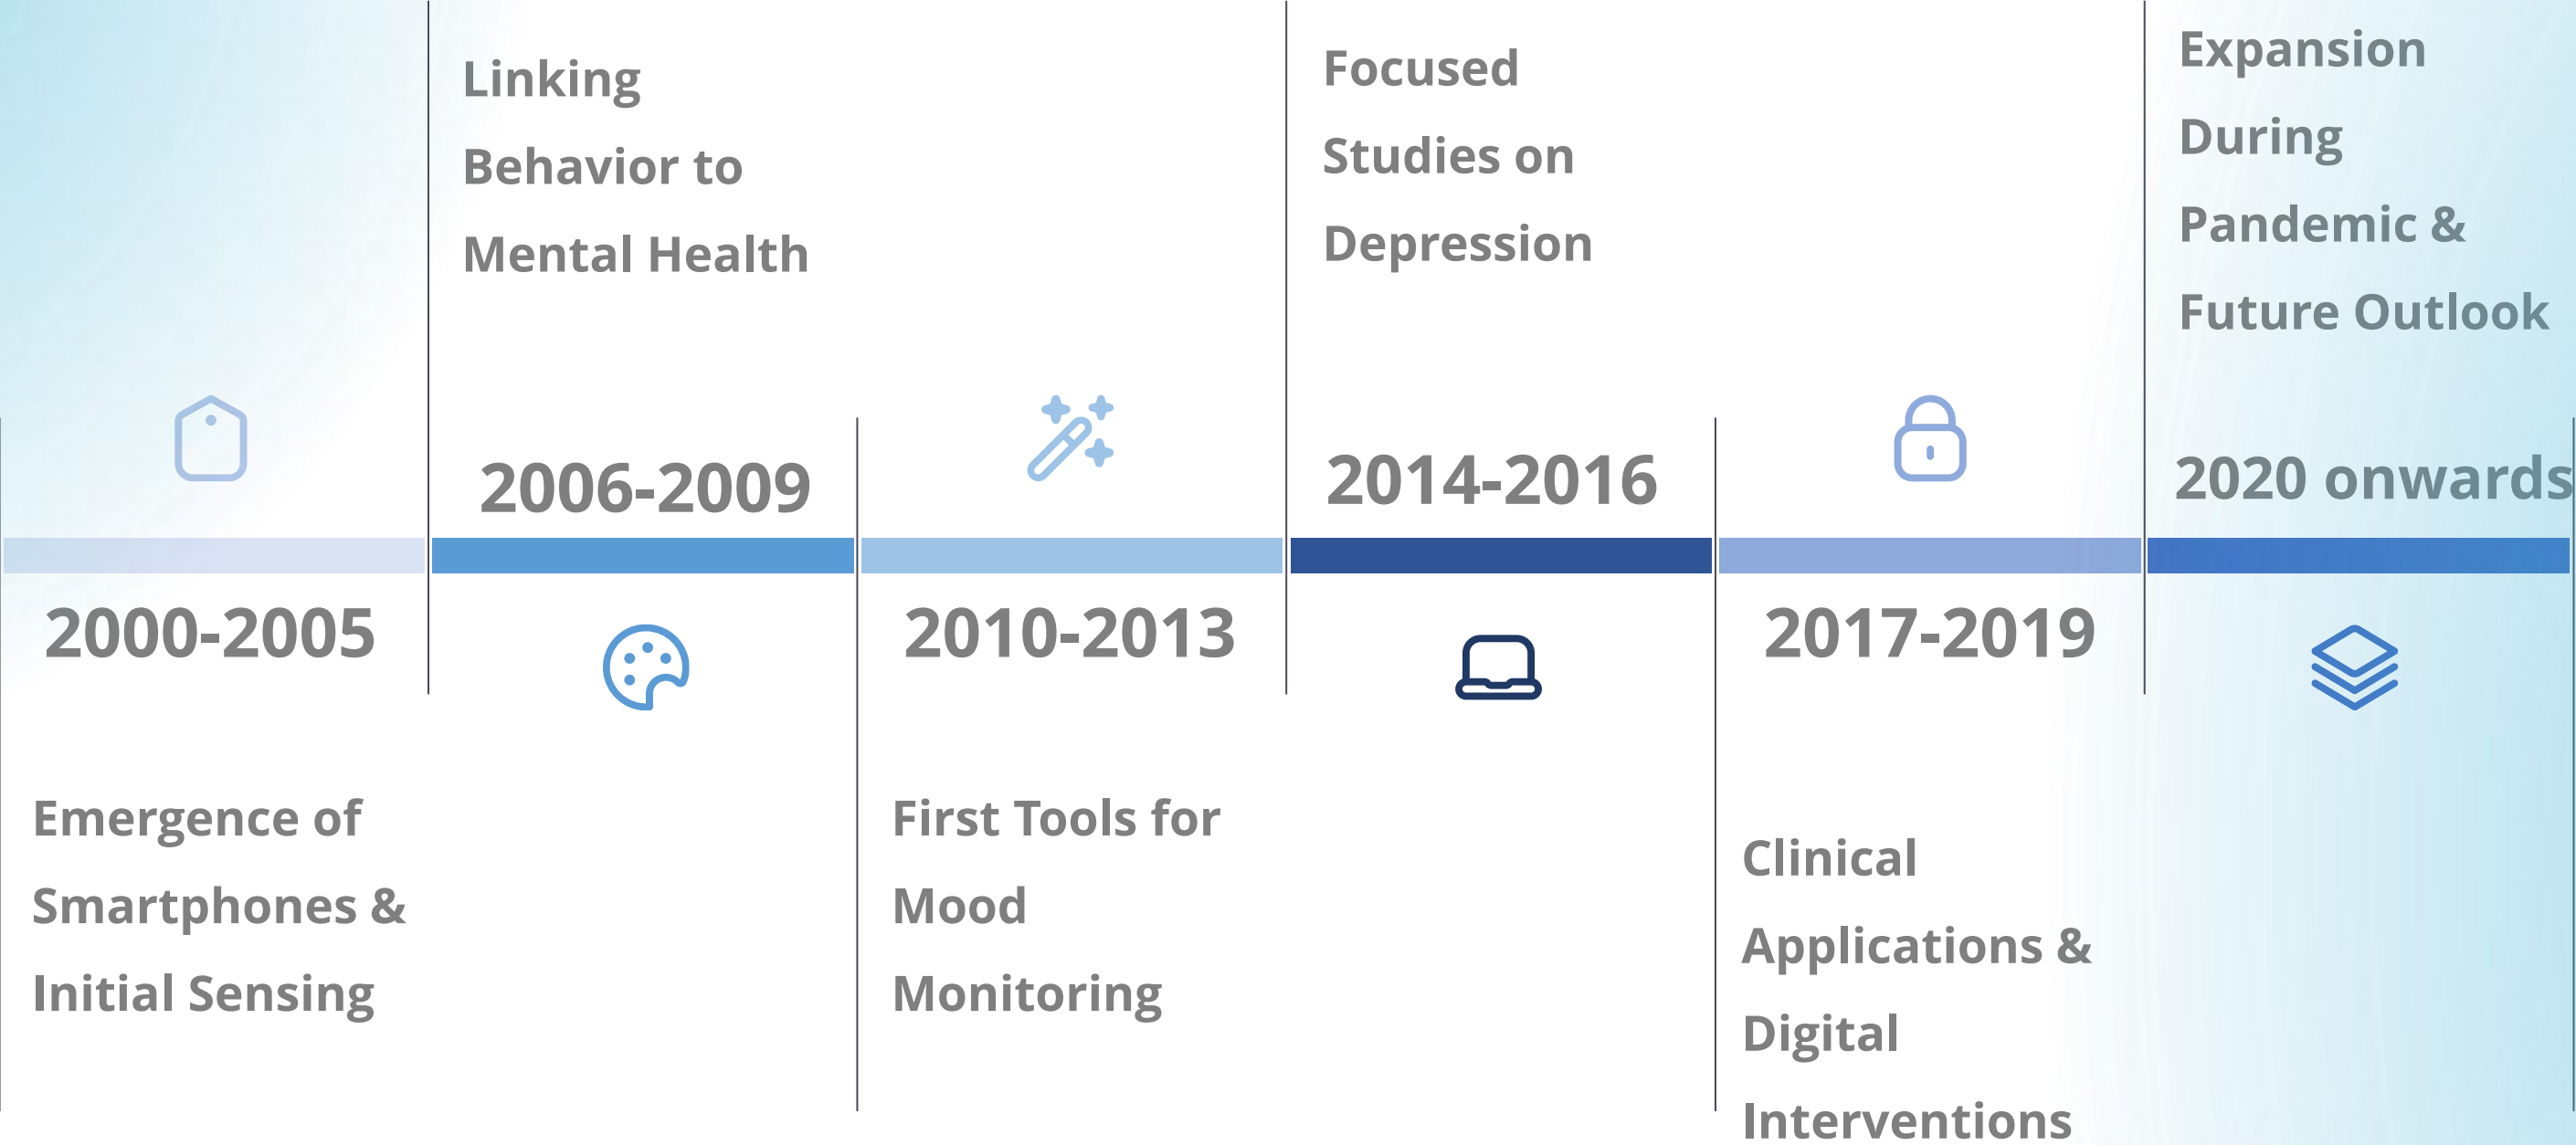 2000-2005
Emergence of
Smartphones &
Initial Sensing
Linking
Behavior to
Mental Health
2006-2009
2010-2013
First Tools for
Mood
Monitoring
Focused
Studies on
Depression
2014-2016
2017-2019
Clinical
Applications &
Digital
Interventions
Expansion
During
Pandemic &
Future Outlook
2020 onwards